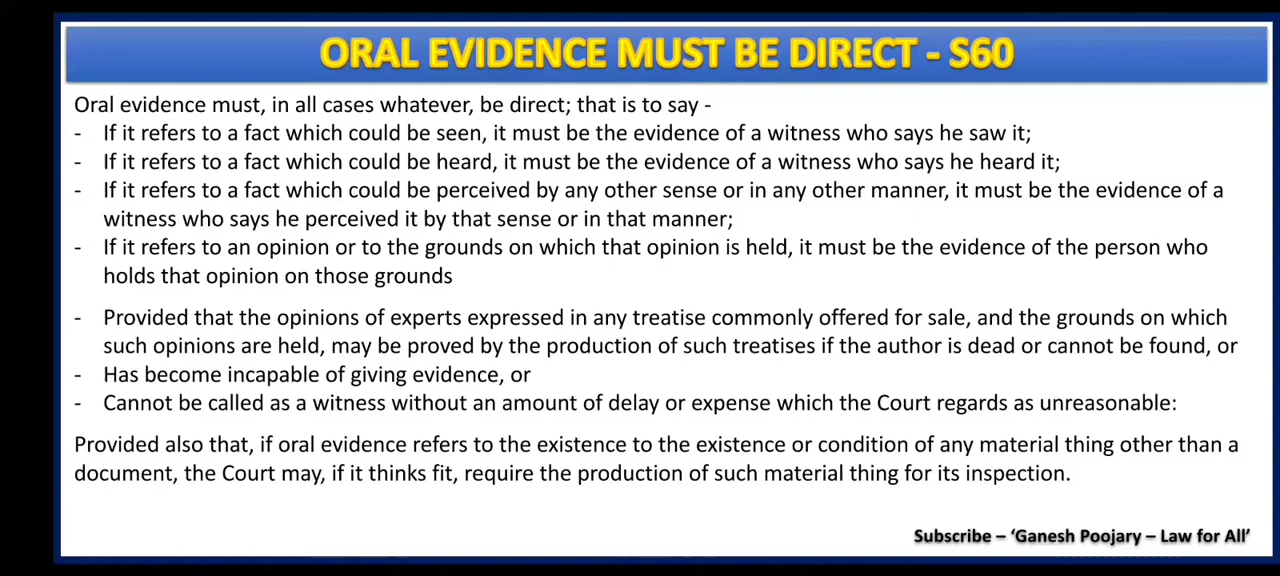 ORAL EVIDENCE MUST BE DIRECT - S60
Oral evidence must, in all cases whatever, be direct; that is to say -
- If it refers to a fact which could be seen, it must be the evidence of a witness who says he saw it;
- If it refers to a fact which could be heard, it must be the evidence of a witness who says he heard it;
- If it refers to a fact which could be perceived by any other sense or in any other manner, it must be the evidence of a
witness who says he perceived it by that sense or in that manner;
- If it refers to an opinion or to the grounds on which that opinion is held, it must be the evidence of the person who
holds that opinion on those grounds
- Provided that the opinions of experts expressed in any treatise commonly offered for sale, and the grounds on which
such opinions are held, may be proved by the production of such treatises if the author is dead or cannot be found, or
- Has become incapable of giving evidence, or
- Cannot be called as a witness without an amount of delay or expense which the Court regards as unreasonable:
Provided also that, if oral evidence refers to the existence to the existence or condition of any material thing other than a
document, the Court may, if it thinks fit, require the production of such material thing for its inspection.
Subscribe – ‘Ganesh Poojary – Law for All’